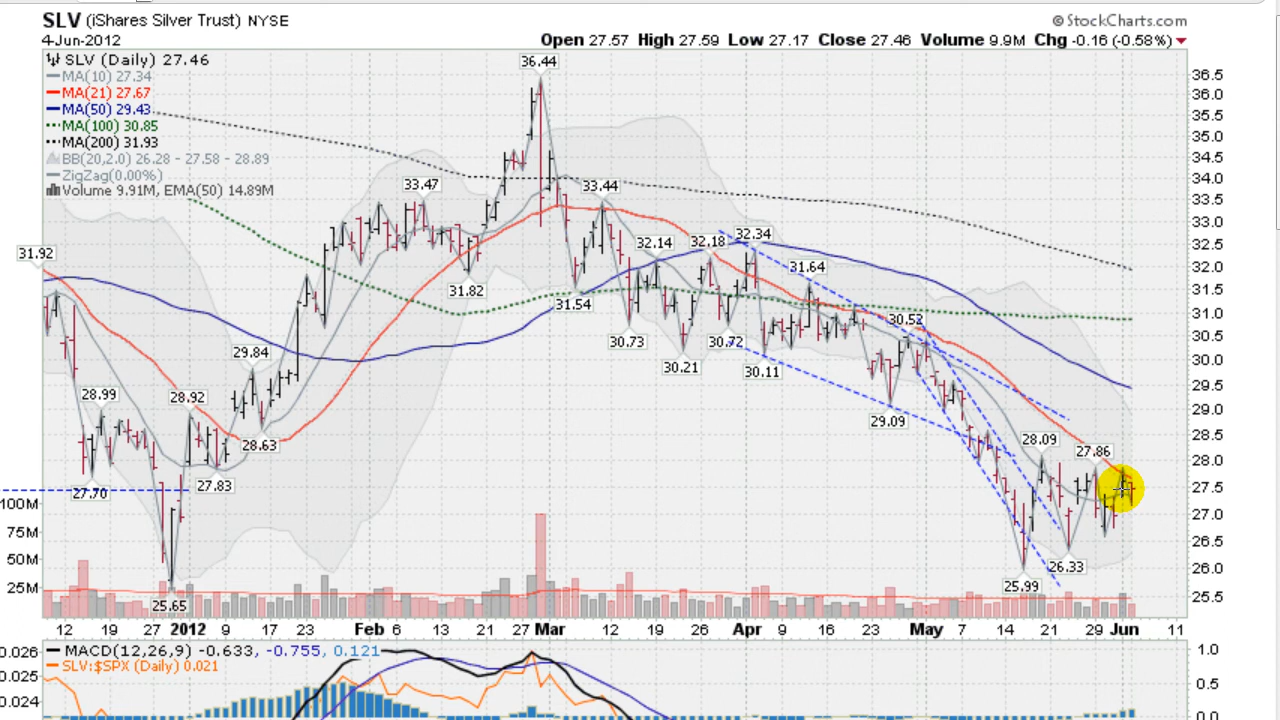 SLV (iShares Silver Trust) NYSE
© StockCharts.com
4-Jun-2012
Open 27.57 High 27.59 Low 27.17 Close 27.46 Volume 9.9M Chg -0.16 (-0.58%)
SLV (Daily) 27.46
MA(10) 27.34
MA(21) 27.67
MA(50) 29.43
MA(100) 30.85
MA(200) 31.93
BB(20,2.0) 26.28 - 27.58 - 28.89
ZigZag(0.00%)
Volume 9.91M, EMA(50) 14.89M
36.44
33.47
33.44
32.14
32.18
32.34
31.92
31.64
31.82
31.54
30.52
30.73
30.72
30.21
30.11
29.84
29.09
28.99
28.92
28.63
28.09
27.86
27.83
27.70
26.33
25.99
25.65
36.5
36.0
35.5
35.0
34.5
34.0
33.5
33.0
32.5
32.0
31.5
31.0
30.5
30.0
29.5
29.0
28.5
28.0
27.5
27.0
26.5
26.0
25.5
100M
75M
50M
25M
12 19 27 2012 9 17 23 Feb 6 13 21 27 Mar 12 19 26 Apr 9 16 23 May 7 14 21 29 Jun 11
MACD(12,26,9) -0.633, -0.755, 0.121
SLV:$SPX (Daily) 0.021
0.026
0.025
0.024
1.0
0.5
0.0